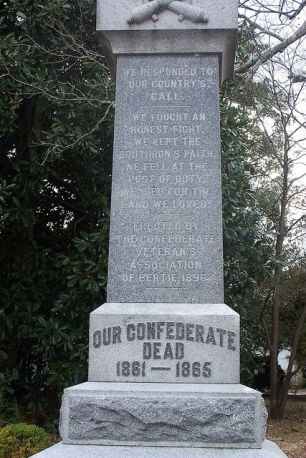 WE RESPONDED TO
OUR COUNTRY'S
CALL.
WE FOUGHT AN
HONEST FIGHT,
WE KEPT THE
SOUTHRON'S FAITH,
WE FELL AT THE
POST OF DUTY,
WE DIED FOR THE
LAND WE LOVED.
ERECTED BY
THE CONFEDERATE
VETERAN'S
ASSOCIATION
OF BERTIE, 1896.
OUR CONFEDERATE
DEAD
1861 — 1865